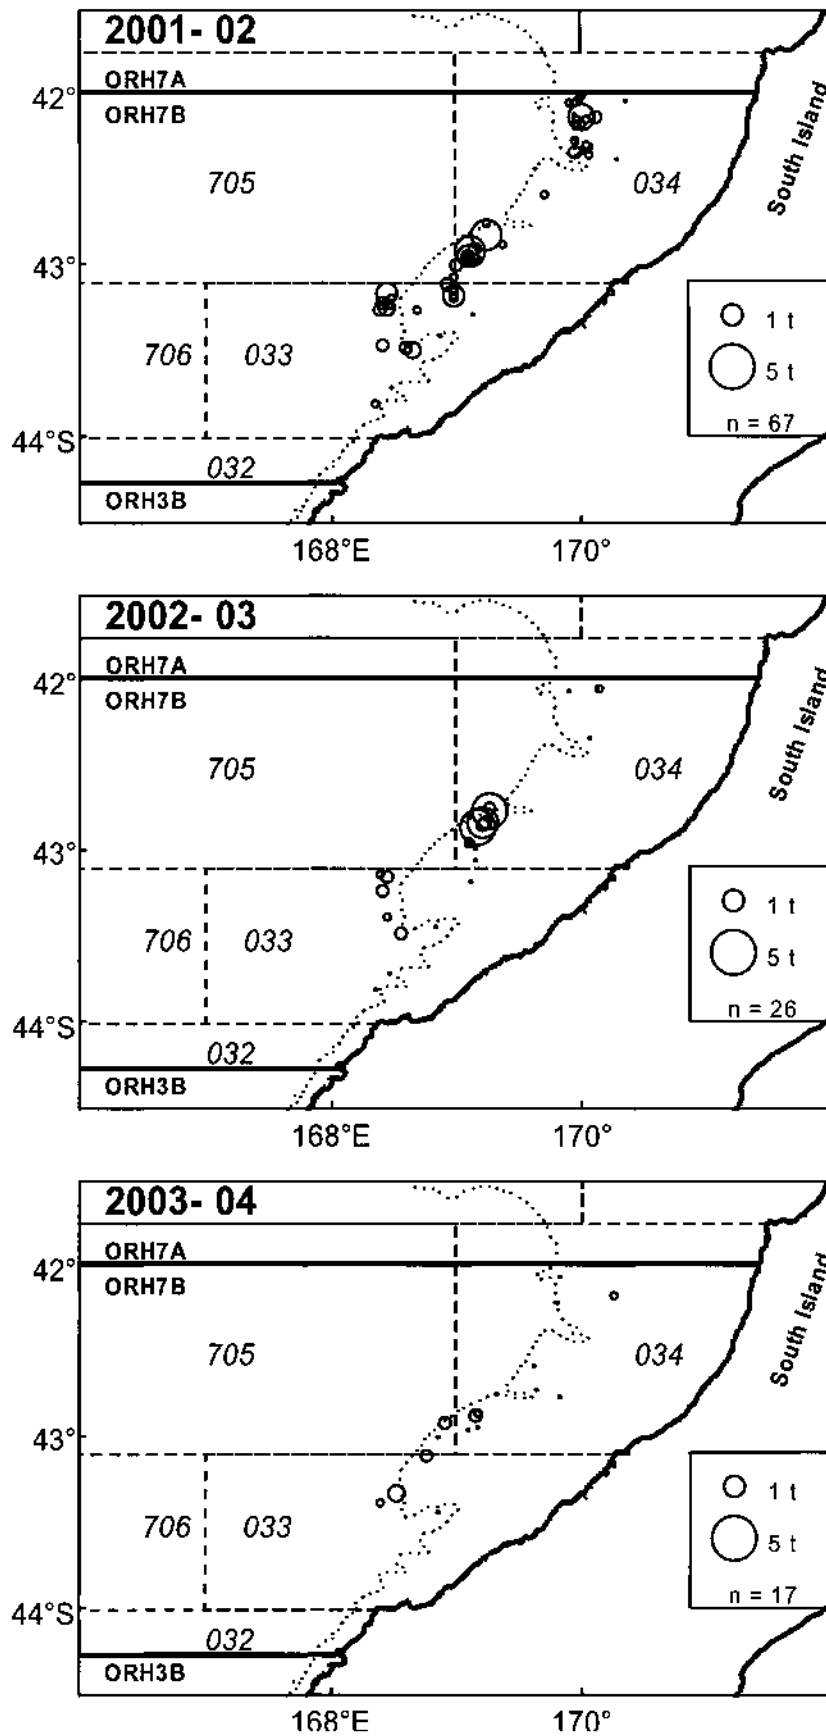 2001- 02
ORH7A
42°
ORH7B
705
034
South Island
43°
1 t
706
033
5 t
n = 67
44°S
032
ORH3B
168°E
170°
2002- 03
ORH7A
42°
ORH7B
705
034
South Island
43°
1 t
706
033
5 t
n = 26
44°S
032
ORH3B
168°E
170°
2003- 04
ORH7A
42°
ORH7B
705
034
South Island
43°
1 t
706
033
5 t
n = 17
44°S
032
ORH3B
168°E
170°